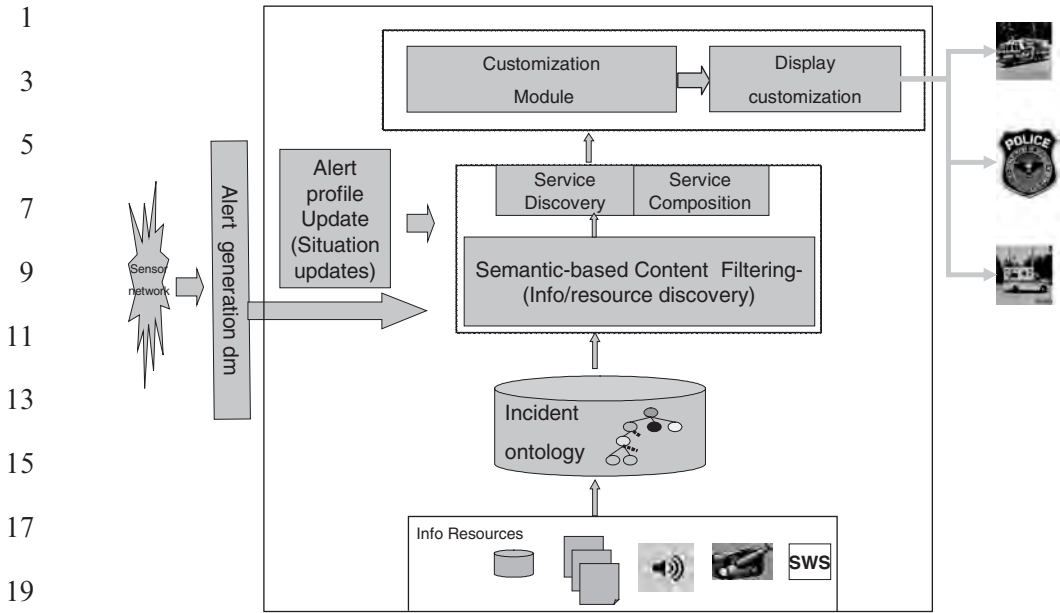 1
3
5
7
9
11
13
15
17
19
Customization
Module
Display
customization
POLICE
Alert
profile
Update
(Situation
updates)
Service
Discovery
Service
Composition
Sensor
network
Alert generation dm
Semantic-based Content Filtering-
(Info/resource discovery)
Incident
ontology
Info Resources
SWS